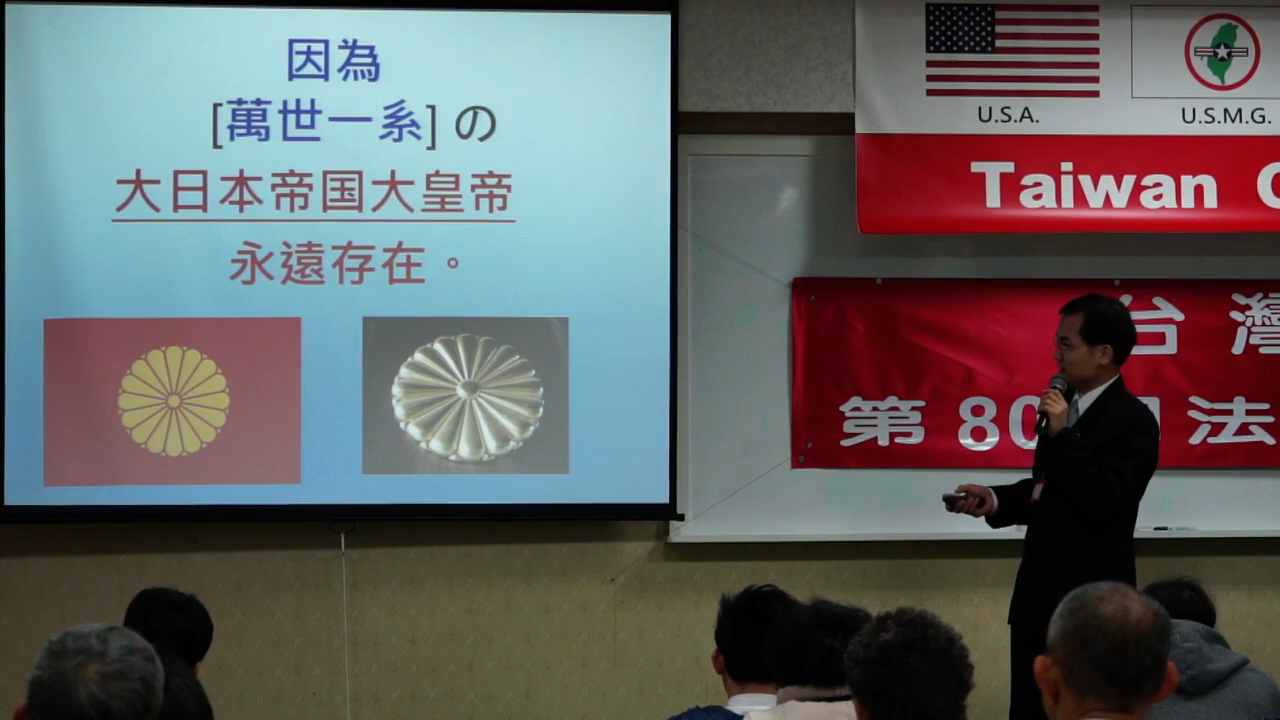 因為
[萬世一系] の
大日本帝国大皇帝
永遠存在。
U.S.A.
U.S.M.G.
Taiwan
台灣
第 80
法